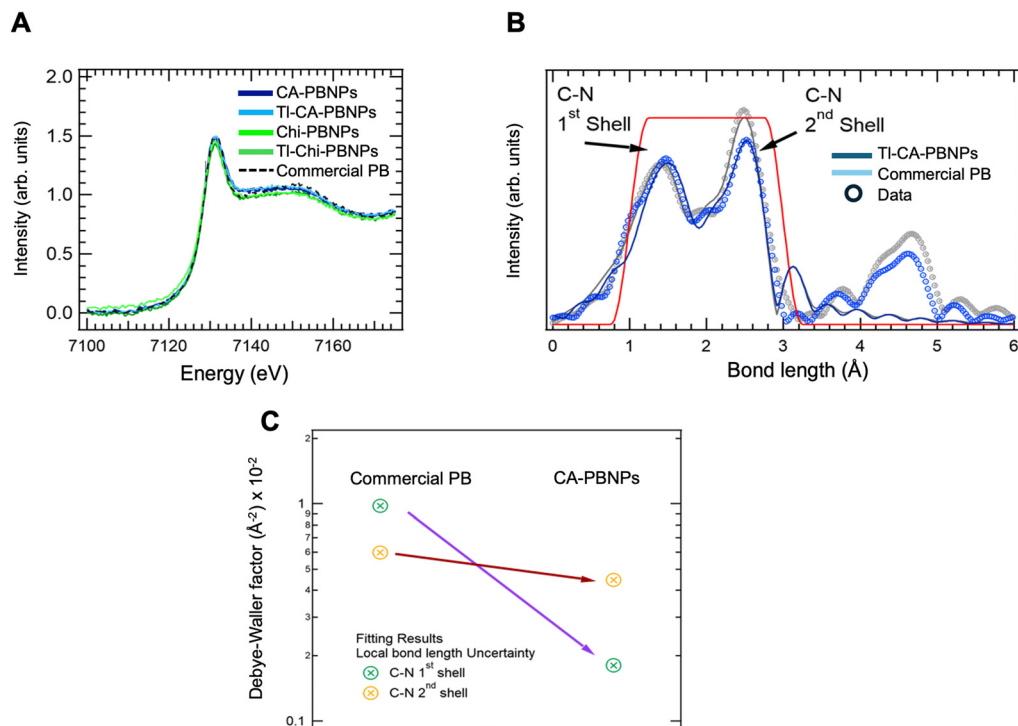 A
2.0
1.5
1.0
0.5
0.0
Intensity (arb. units)
CA-PBNPs
Tl-CA-PBNPs
Chi-PBNPs
Tl-Chi-PBNPs
Commercial PB
7100 7120 7140 7160
Energy (eV)
B
Intensity (arb. units)
C-N
1st Shell
C-N
2nd Shell
Tl-CA-PBNPs
Commercial PB
Data
0 1 2 3 4 5 6
Bond length (Å)
C
Debye-Waller factor (Å-2) x 10-2
2
1
9
8
7
6
5
4
3
2
0.1
Commercial PB CA-PBNPs
Fitting Results
Local bond length Uncertainty
C-N 1st shell
C-N 2nd shell